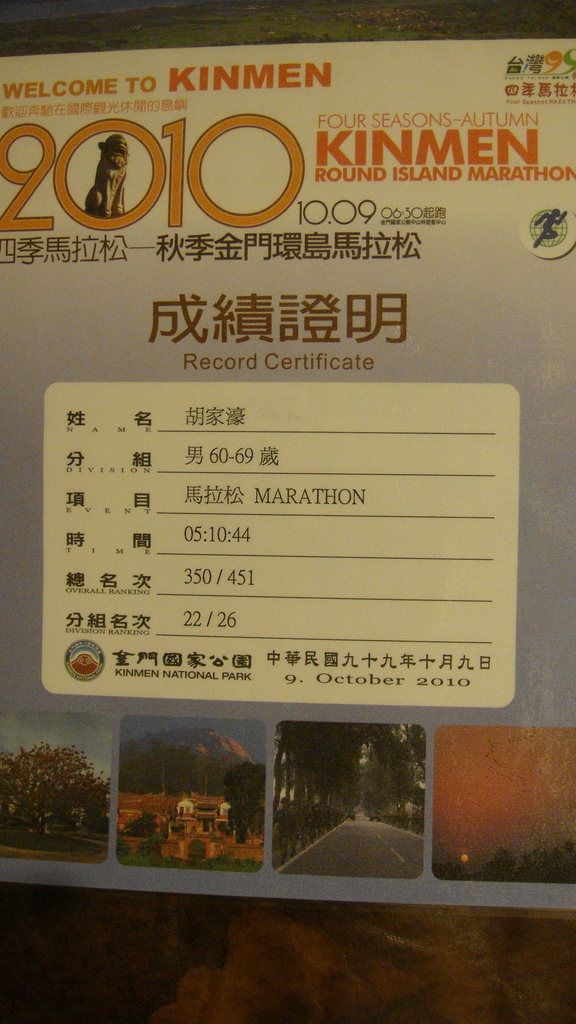 WELCOME TO KINMEN
歡迎奔馳在國際觀光休閒的島嶼
台灣99
四季馬拉松
2010
FOUR SEASONS-AUTUMN
KINMEN
ROUND ISLAND MARATHON
10.09 06:30起跑
四季馬拉松—秋季金門環島馬拉松
成績證明
Record Certificate
姓名 胡家濠
NAME
分組 男 60-69 歲
DIVISION
項目 馬拉松 MARATHON
EVENT
時間 05:10:44
TIME
總名次 350 / 451
OVERALL RANKING
分組名次 22 / 26
DIVISION RANKING
金門國家公園 中華民國九十九年十月九日
KINMEN NATIONAL PARK 9. October 2010